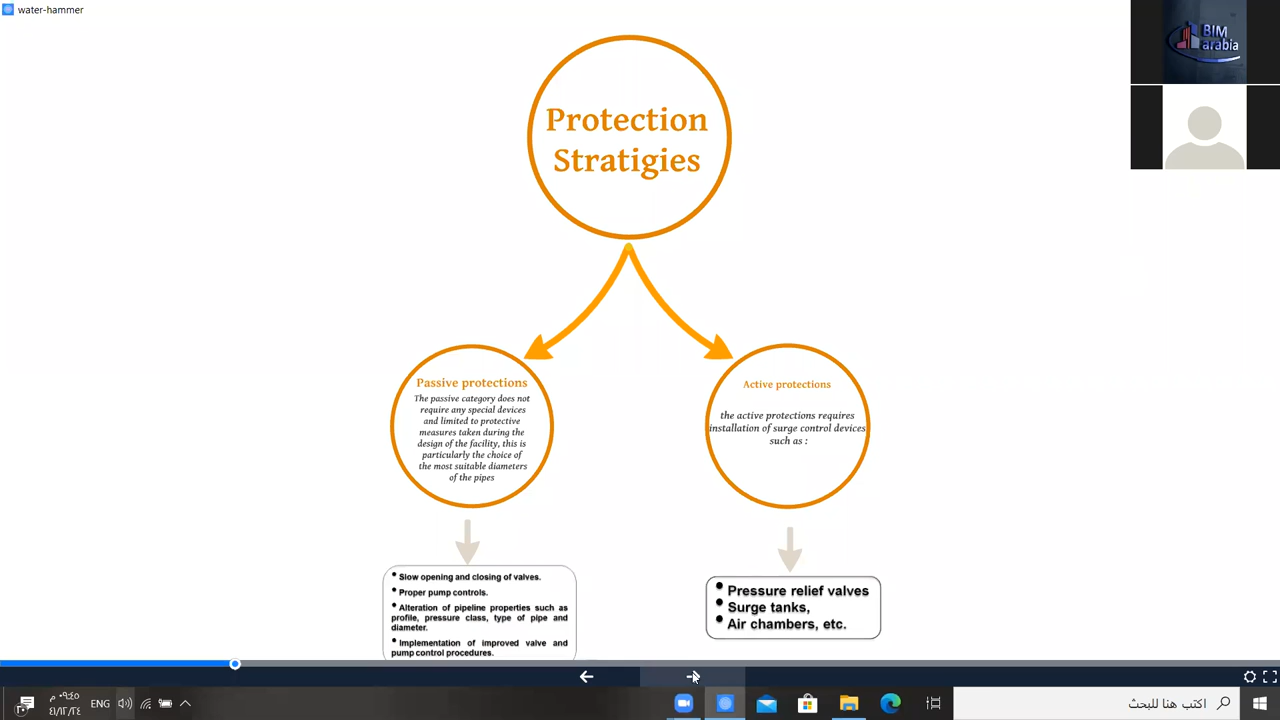 water-hammer
BIM
arabia
Protection
Stratigies
Passive protections
The passive category does not
require any special devices
and limited to protective
measures taken during the
design of the facility, this is
particularly the choice of
the most suitable diameters
of the pipes
Active protections
the active protections requires
installation of surge control devices
such as :
• Slow opening and closing of valves.
• Proper pump controls.
• Alteration of pipeline properties such as
profile, pressure class, type of pipe and
diameter.
• Implementation of improved valve and
pump control procedures.
• Pressure relief valves
• Surge tanks,
• Air chambers, etc.
ENG
اكتب هنا للبحث